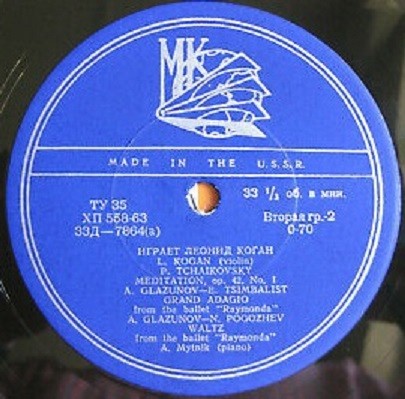 МК
MADE IN THE U.S.S.R.
ТУ 35
ХП 558-63
33Д—7864(а)
33 1/3 об. в мин.
Вторая гр.-2
0-70
ИГРАЕТ ЛЕОНИД КОГАН
L. KOGAN (violin)
P. TCHAIKOVSKY
MEDITATION, op. 42, No. 1
A. GLAZUNOV—E. TSIMBALIST
GRAND ADAGIO
from the ballet "Raymonda"
A. GLAZUNOV—N. POGOZHEV
WALTZ
from the ballet "Raymonda"
A. Mytnik (piano)